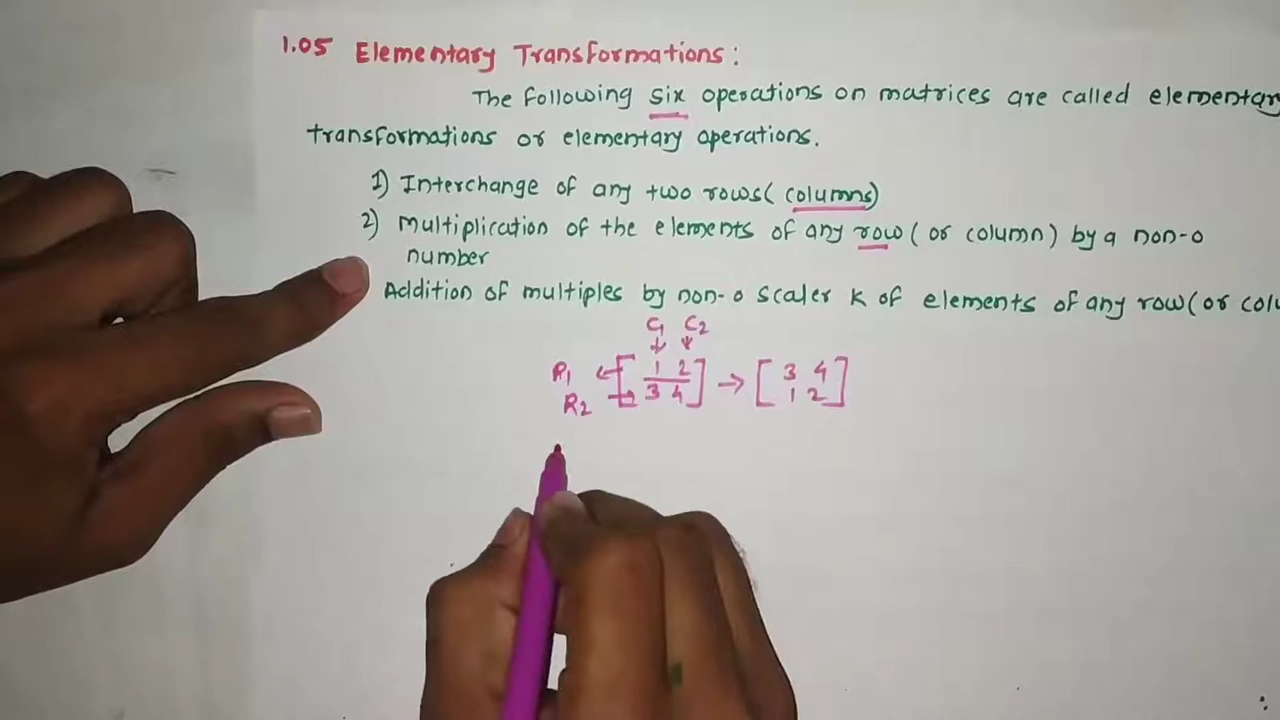 1.05 Elementary Transformations:
The following six operations on matrices are called elementary
transformations or elementary operations.
1) Interchange of any two rows( columns)
2) Multiplication of the elements of any row( or column) by a non-0
number
Addition of multiples by non-0 scaler K of elements of any row(or colu
C1 C2
R1 [ 1 2 ] → [ 3 4 ]
R2 [ 3 4 ] [ 1 2 ]